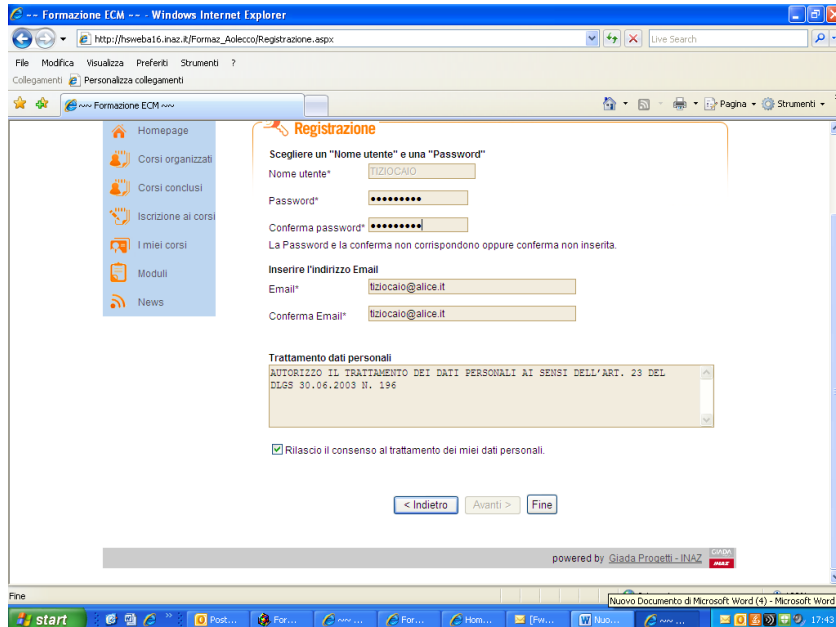 ~~ Formazione ECM ~~ - Windows Internet Explorer
http://hsweba16.inaz.it/Formaz_Aolecco/Registrazione.aspx
Live Search
File Modifica Visualizza Preferiti Strumenti ?
Collegamenti Personalizza collegamenti
~~ Formazione ECM ~~
Pagina
Strumenti
Homepage
Corsi organizzati
Corsi conclusi
Iscrizione ai corsi
I miei corsi
Moduli
News
Registrazione
Scegliere un "Nome utente" e una "Password"
Nome utente* TIZIOCAIO
Password* •••••••••
Conferma password* •••••••••
La Password e la conferma non corrispondono oppure conferma non inserita.
Inserire l'indirizzo Email
Email* tiziocaio@alice.it
Conferma Email* tiziocaio@alice.it
Trattamento dati personali
AUTORIZZO IL TRATTAMENTO DEI DATI PERSONALI AI SENSI DELL'ART. 23 DEL
DLGS 30.06.2003 N. 196
Rilascio il consenso al trattamento dei miei dati personali.
< Indietro Avanti > Fine
powered by Giada Progetti - INAZ
GIADA
INAZ
Fine
Nuovo Documento di Microsoft Word (4) - Microsoft Word
start
Post...
For...
~~ ...
For...
Hom...
[Fw...
Nuo...
~~ ...
17:43